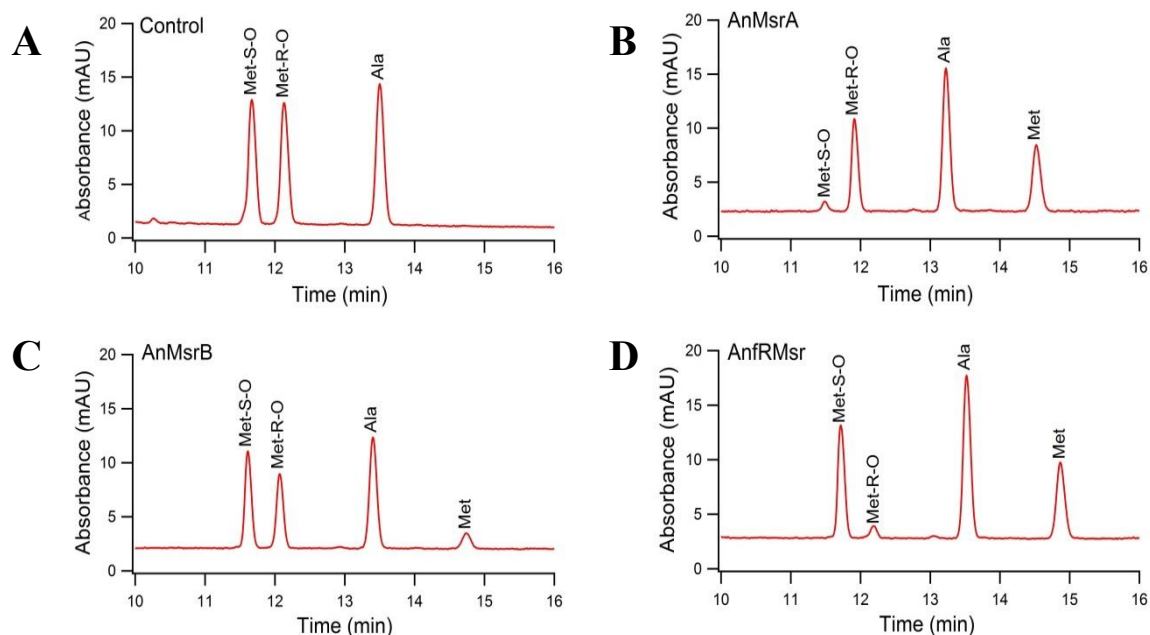 A
Control
Absorbance (mAU)
20
15
10
5
0
Met-S-O
Met-R-O
Ala
10 11 12 13 14 15 16
Time (min)
B
AnMsrA
Absorbance (mAU)
20
15
10
5
0
Met-S-O
Met-R-O
Ala
Met
10 11 12 13 14 15 16
Time (min)
C
AnMsrB
Absorbance (mAU)
20
15
10
5
0
Met-S-O
Met-R-O
Ala
Met
10 11 12 13 14 15 16
Time (min)
D
AnfRMsr
Absorbance (mAU)
20
15
10
5
0
Met-S-O
Met-R-O
Ala
Met
10 11 12 13 14 15 16
Time (min)